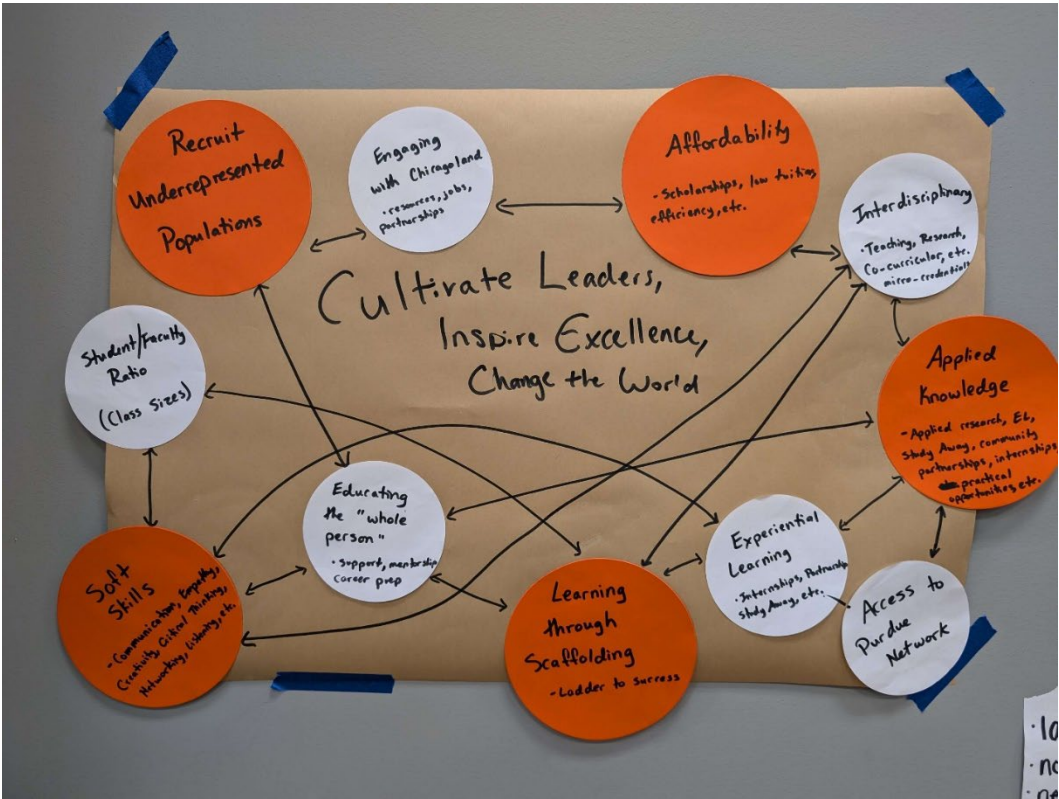 Recruit
Underrepresented
Populations
Engaging
with Chicagoland
· resources, jobs,
partnerships
Affordability
- Scholarships, low tuition,
efficiency, etc.
Interdisciplinary
· Teaching, Research,
Co-curricular, etc.
micro-credentials
Cultivate Leaders,
Inspire Excellence,
Change the World
Student/Faculty
Ratio
(Class Sizes)
Applied
Knowledge
- Applied research, EL,
Study Away, community
partnerships, internships,
practical
opportunities, etc.
Educating
the "whole
person"
· support, mentorship
career prep
Experiential
Learning
· Internships, Partnership
Study Away, etc.
Soft
Skills
- Communication, Empathy,
Creativity, Critical Thinking,
Networking, Listening, etc.
Learning
through
Scaffolding
- Ladder to success
Access to
Purdue
Network